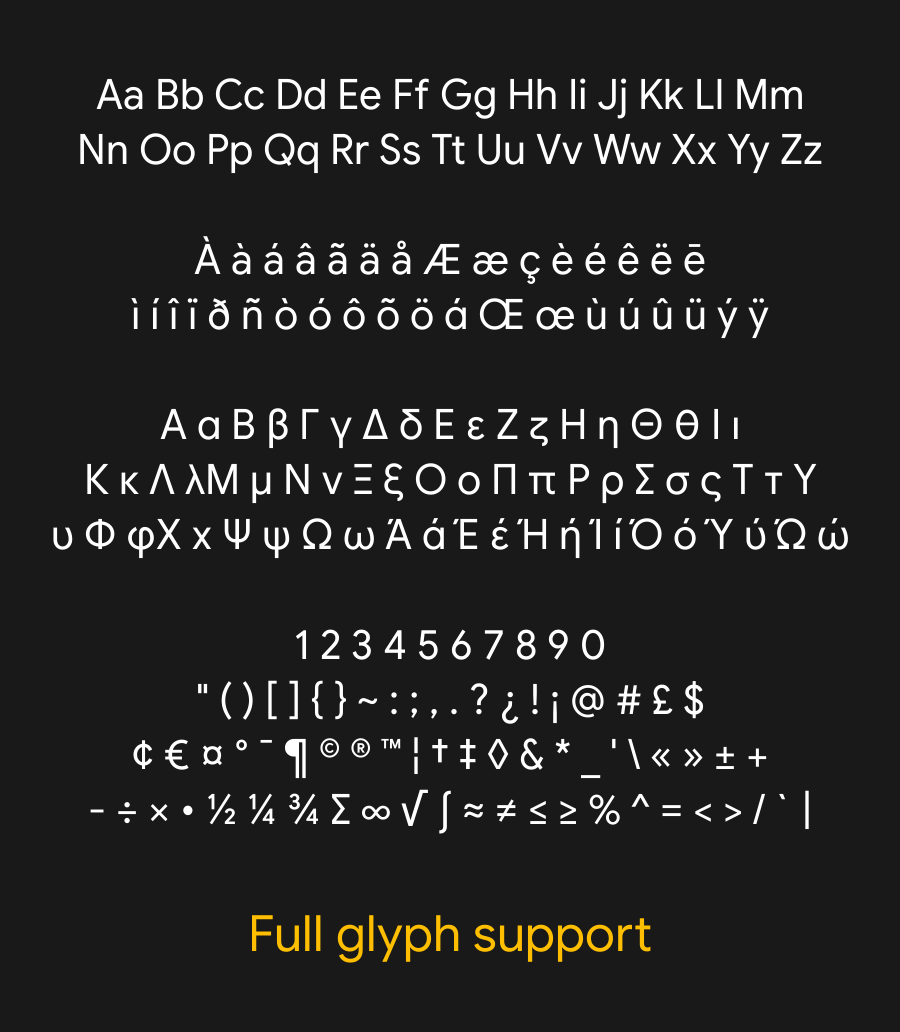 Aa Bb Cc Dd Ee Ff Gg Hh Ii Jj Kk Ll Mm
Nn Oo Pp Qq Rr Ss Tt Uu Vv Ww Xx Yy Zz
À à á â ã ä å Æ æ ç è é ê ë ē
ì í î ï ð ñ ò ó ô õ ö á Œ œ ù ú û ü ý ÿ
Α α Β β Γ γ Δ δ Ε ε Ζ ζ Η η Θ θ Ι ι
Κ κ Λ λΜ μ Ν ν Ξ ξ Ο ο Π π Ρ ρ Σ σ ς Τ τ Υ
υ Φ φΧ χ Ψ ψ Ω ω Ά ά Έ έ Ή ή Ί ί Ό ό Ύ ύ Ώ ώ
1 2 3 4 5 6 7 8 9 0
" ( ) [ ] { } ~ : ; , . ? ¿ ! ¡ @ # £ $
¢ € ¤ ° ¯ ¶ © ® ™ ¦ † ‡ ◊ & * _ ' \ « » ± +
- ÷ × • ½ ¼ ¾ Σ ∞ √ ∫ ≈ ≠ ≤ ≥ % ^ = < > / ` |
Full glyph support